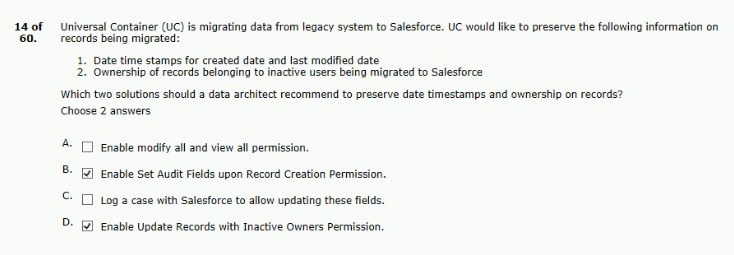 14 of Universal Container (UC) is migrating data from legacy system to Salesforce. UC would like to preserve the following information on
60. records being migrated:
1. Date time stamps for created date and last modified date
2. Ownership of records belonging to inactive users being migrated to Salesforce
Which two solutions should a data architect recommend to preserve date timestamps and ownership on records?
Choose 2 answers
A. Enable modify all and view all permission.
B. Enable Set Audit Fields upon Record Creation Permission.
C. Log a case with Salesforce to allow updating these fields.
D. Enable Update Records with Inactive Owners Permission.